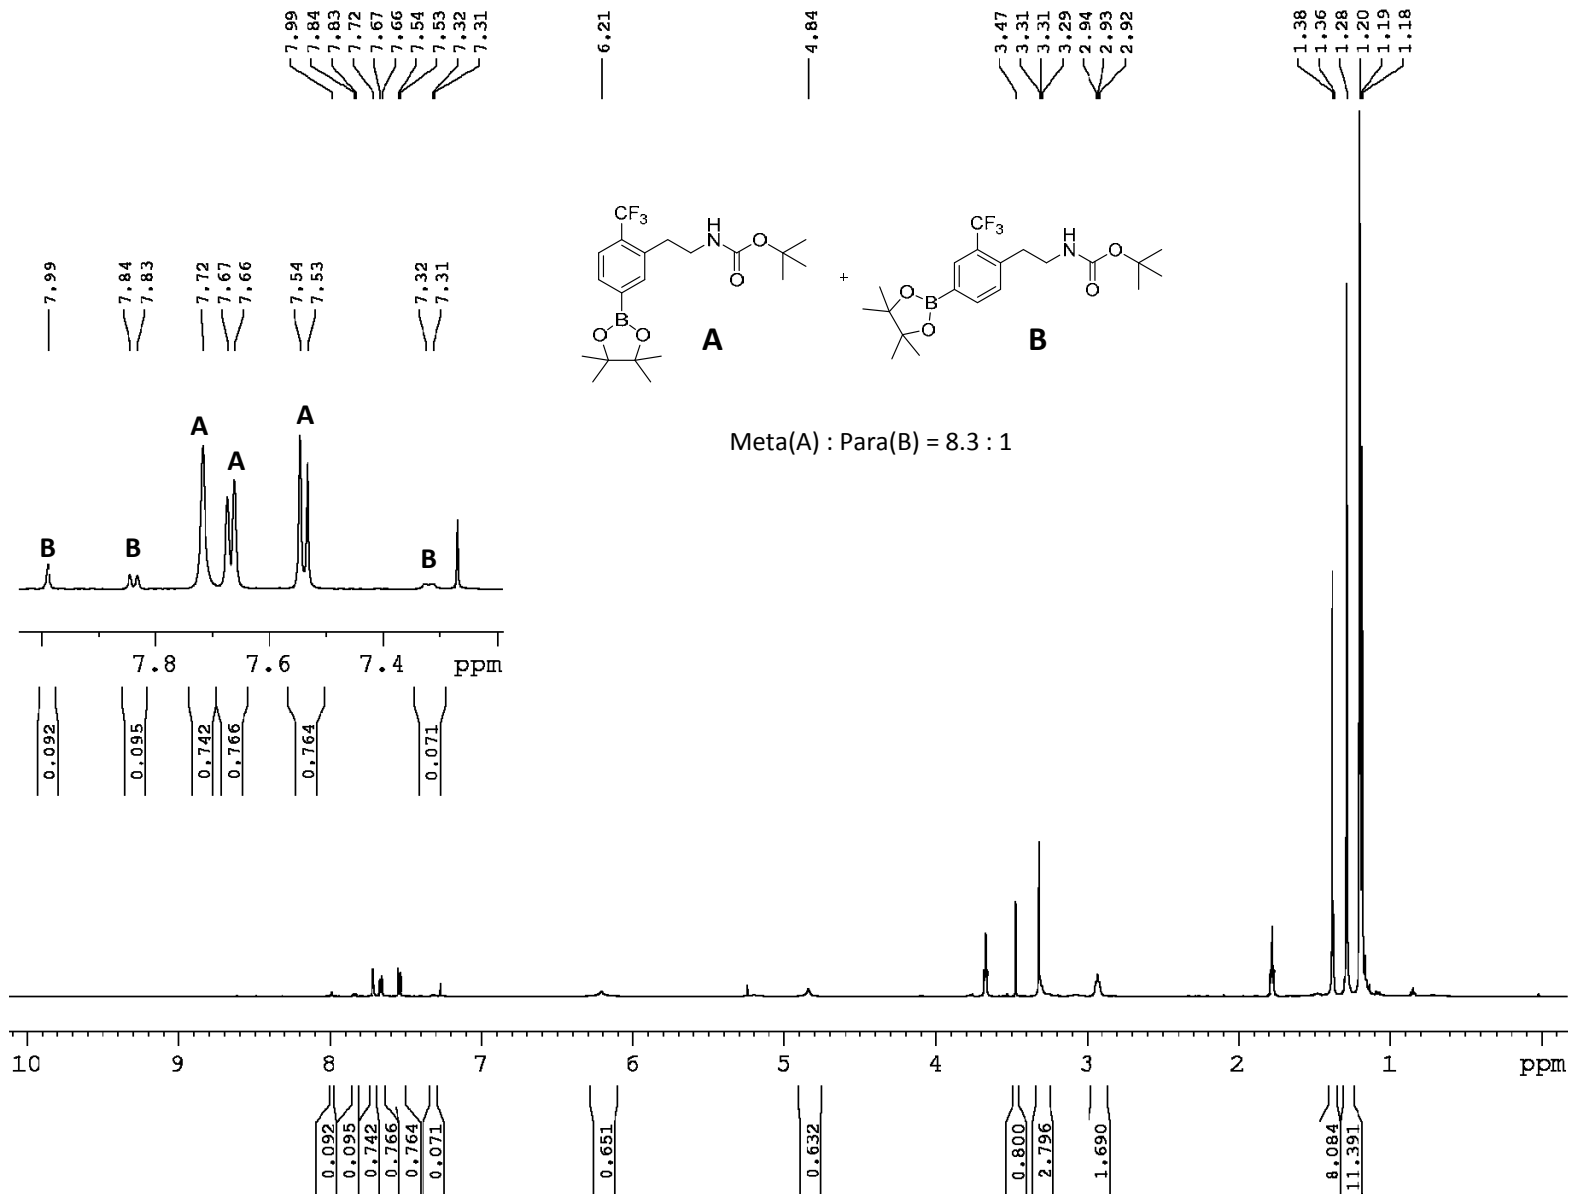 7.99
7.84
7.83
7.72
7.67
7.66
7.54
7.53
7.32
7.31
6.21
4.84
3.47
3.31
3.31
3.29
2.94
2.93
2.92
1.38
1.36
1.28
1.20
1.19
1.18
7.99
7.84
7.83
7.72
7.67
7.66
7.54
7.53
7.32
7.31
CF3
H
N
O
O
B
O
O
A
+
CF3
H
N
O
O
O
B
O
B
Meta(A) : Para(B) = 8.3 : 1
A
A
A
B
B
B
7.8
7.6
7.4
ppm
0.092
0.095
0.742
0.766
0.764
0.071
10
9
8
7
6
5
4
3
2
1
ppm
0.092
0.095
0.742
0.766
0.764
0.071
0.651
0.632
0.800
2.796
1.690
8.084
11.391